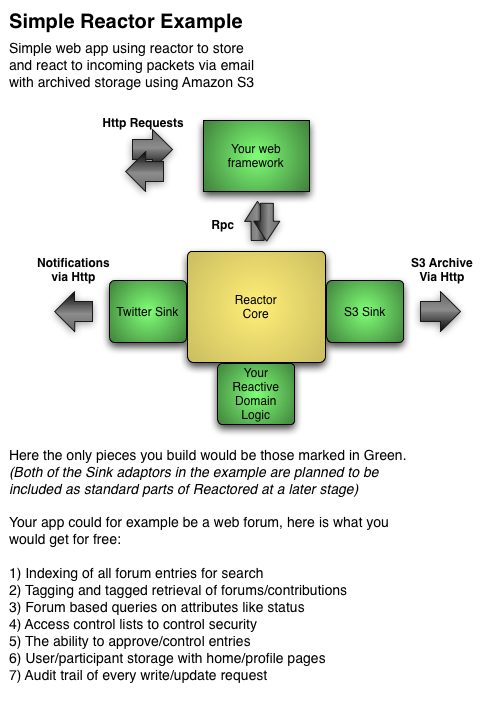 Simple Reactor Example
Simple web app using reactor to store
and react to incoming packets via email
with archived storage using Amazon S3
Http Requests
Your web
framework
Rpc
Notifications
via Http
S3 Archive
Via Http
Twitter Sink
Reactor
Core
S3 Sink
Your
Reactive
Domain
Logic
Here the only pieces you build would be those marked in Green.
(Both of the Sink adaptors in the example are planned to be
included as standard parts of Reactored at a later stage)
Your app could for example be a web forum, here is what you
would get for free:
1) Indexing of all forum entries for search
2) Tagging and tagged retrieval of forums/contributions
3) Forum based queries on attributes like status
4) Access control lists to control security
5) The ability to approve/control entries
6) User/participant storage with home/profile pages
7) Audit trail of every write/update request